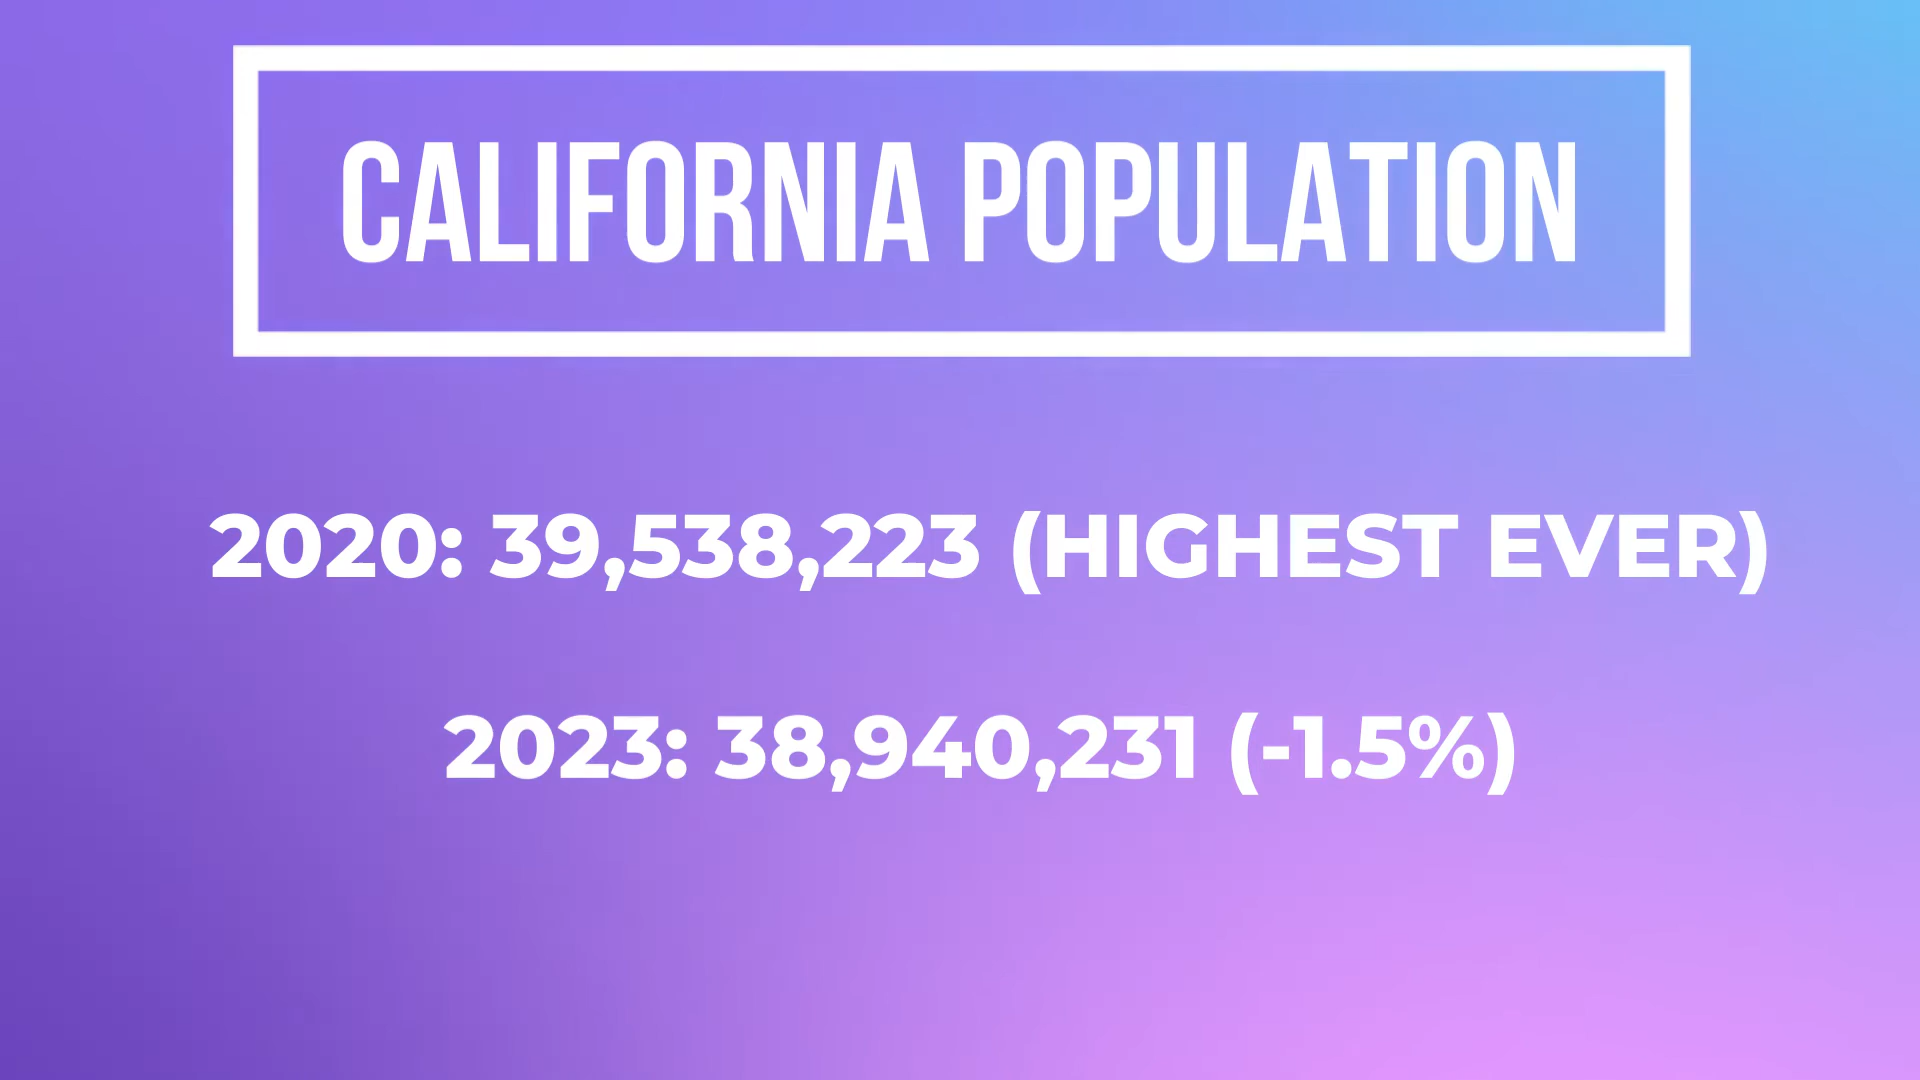 CALIFORNIA POPULATION
2020: 39,538,223 (HIGHEST EVER)
2023: 38,940,231 (-1.5%)